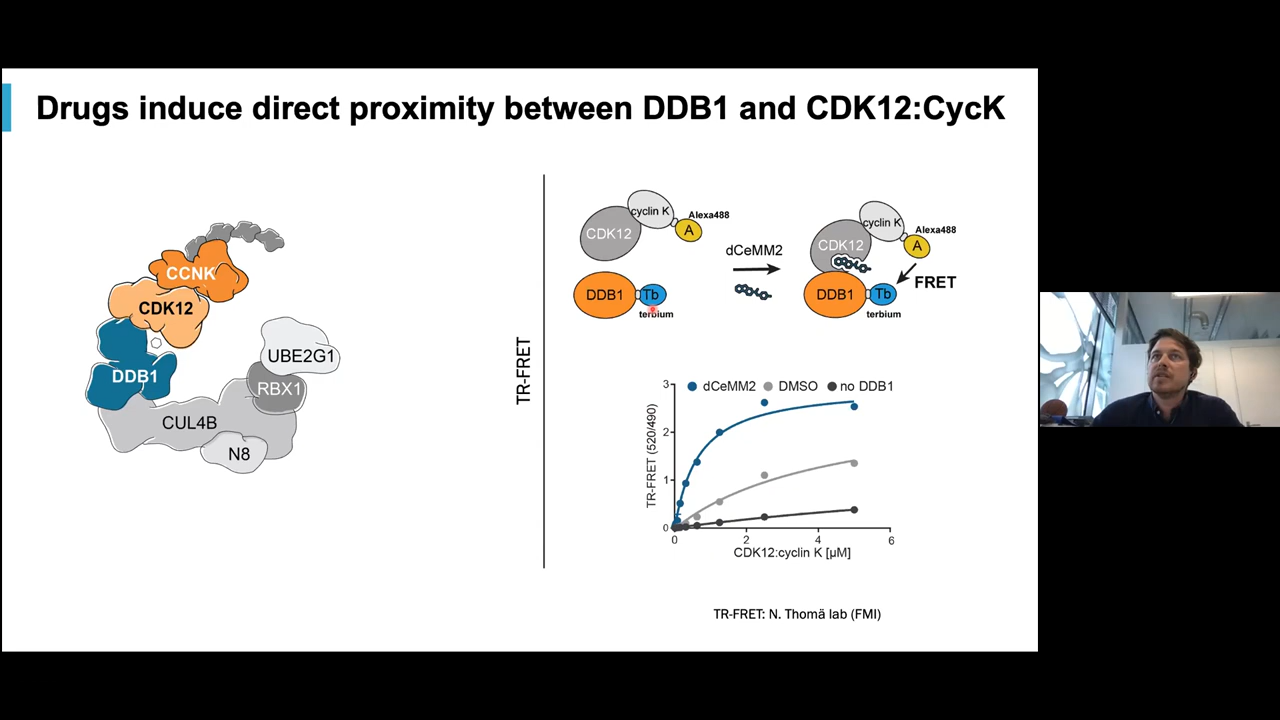 Drugs induce direct proximity between DDB1 and CDK12:CycK
CCNK
CDK12
DDB1
UBE2G1
RBX1
CUL4B
N8
TR-FRET
cyclin K
Alexa488
A
CDK12
DDB1
Tb
terbium
dCeMM2
cyclin K
Alexa488
A
CDK12
FRET
DDB1
Tb
terbium
dCeMM2 DMSO no DDB1
TR-FRET (520/490)
3
2
1
0
0 2 4 6
CDK12:cyclin K [µM]
TR-FRET: N. Thomä lab (FMI)